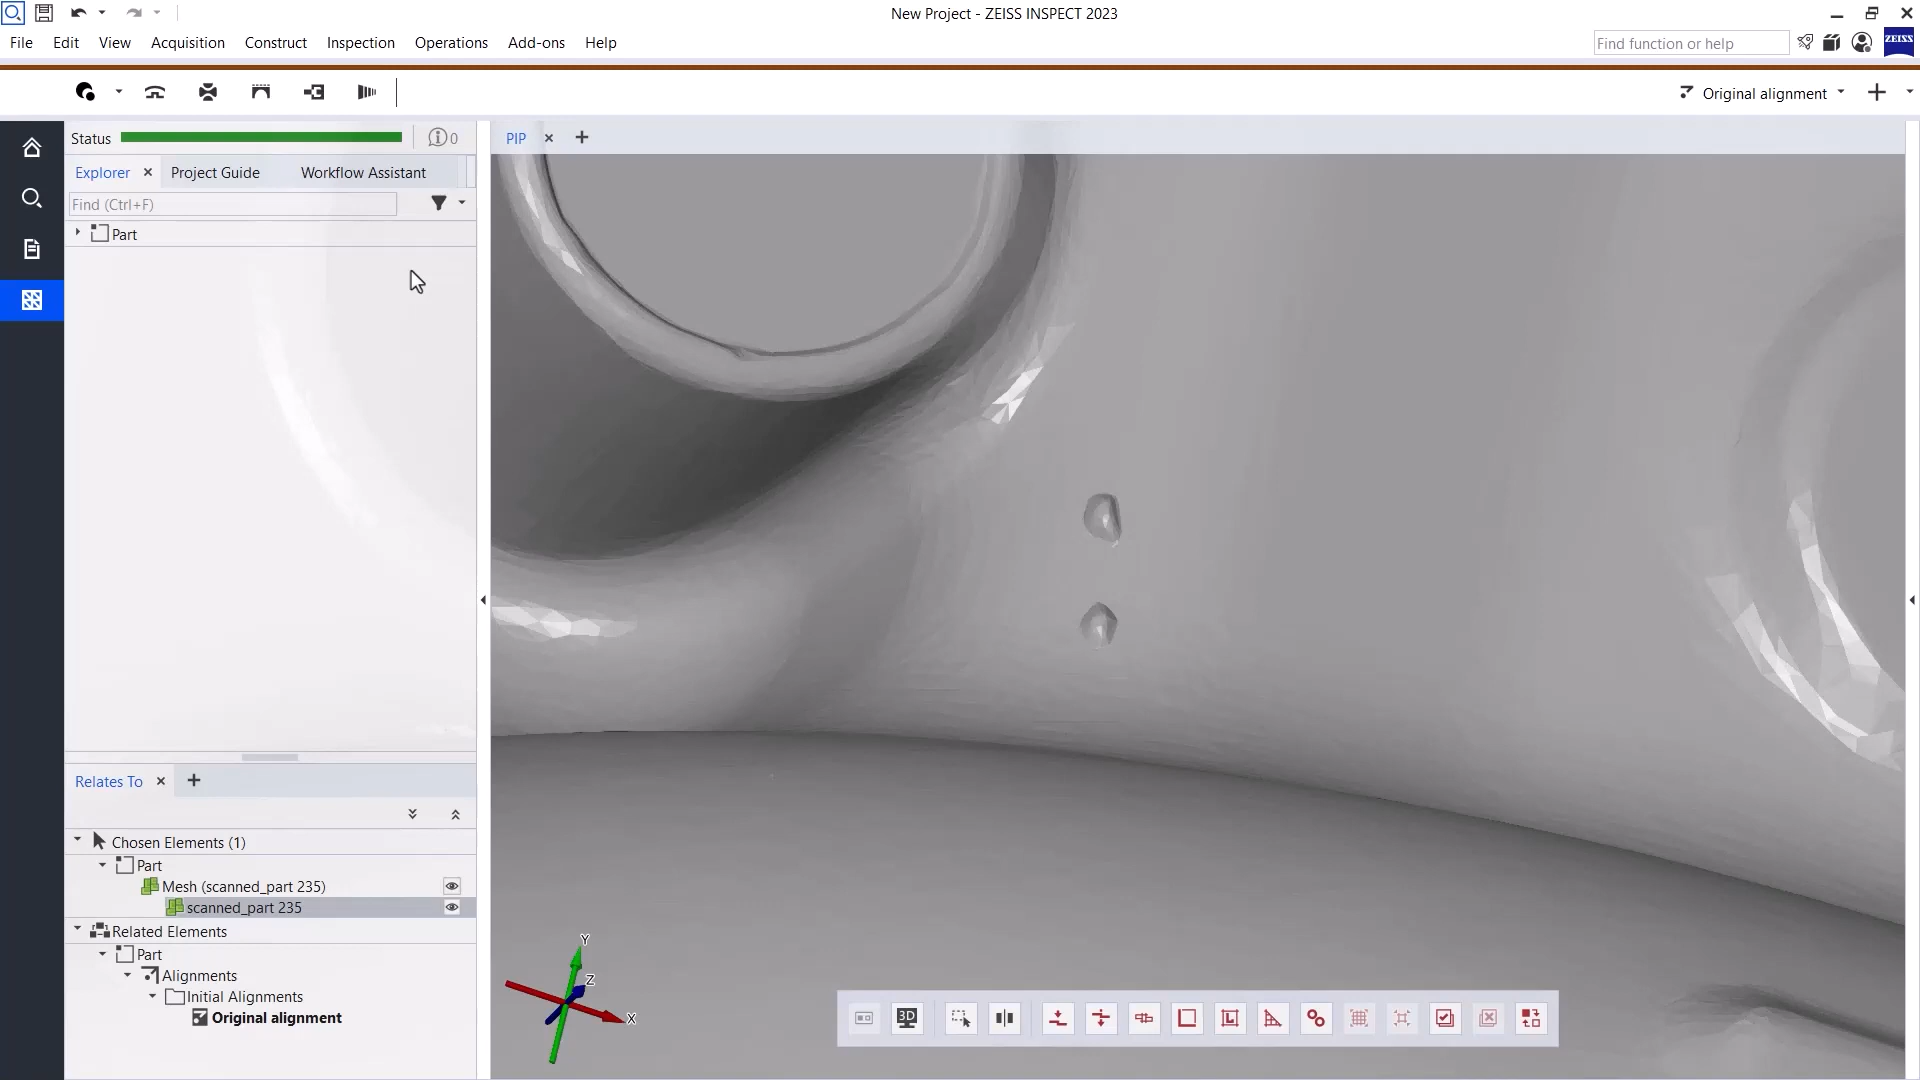 New Project - ZEISS INSPECT 2023
File Edit View Acquisition Construct Inspection Operations Add-ons Help
Find function or help
ZEISS
Original alignment
Status
0
PIP
Explorer Project Guide Workflow Assistant
Find (Ctrl+F)
Part
Relates To
Chosen Elements (1)
Part
Mesh (scanned_part 235)
scanned_part 235
Related Elements
Part
Alignments
Initial Alignments
Original alignment
Y
Z
X
3D